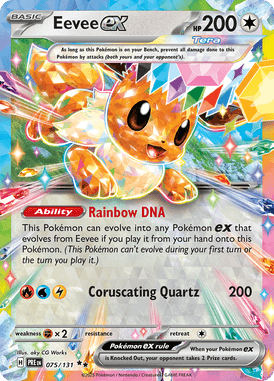 BASIC
Eevee ex
HP 200
Tera
As long as this Pokémon is on your Bench, prevent all damage done to this
Pokémon by attacks (both yours and your opponent's).
Ability Rainbow DNA
This Pokémon can evolve into any Pokémon ex that
evolves from Eevee if you play it from your hand onto this
Pokémon. (This Pokémon can't evolve during your first turn or
the turn you play it.)
Coruscating Quartz 200
weakness ×2 resistance retreat
Illus. aky CG Works
Pokémon ex rule
When your Pokémon ex
is Knocked Out, your opponent takes 2 Prize cards.
H PRE EN 075/131
©2025 Pokémon / Nintendo / Creatures / GAME FREAK